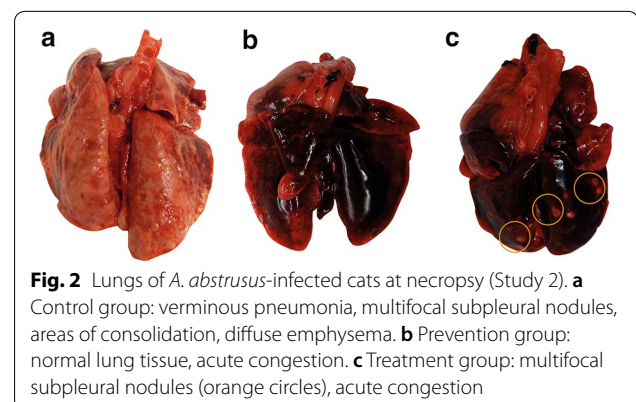 a
b
c
Fig. 2 Lungs of A. abstrusus-infected cats at necropsy (Study 2). a
Control group: verminous pneumonia, multifocal subpleural nodules,
areas of consolidation, diffuse emphysema. b Prevention group:
normal lung tissue, acute congestion. c Treatment group: multifocal
subpleural nodules (orange circles), acute congestion